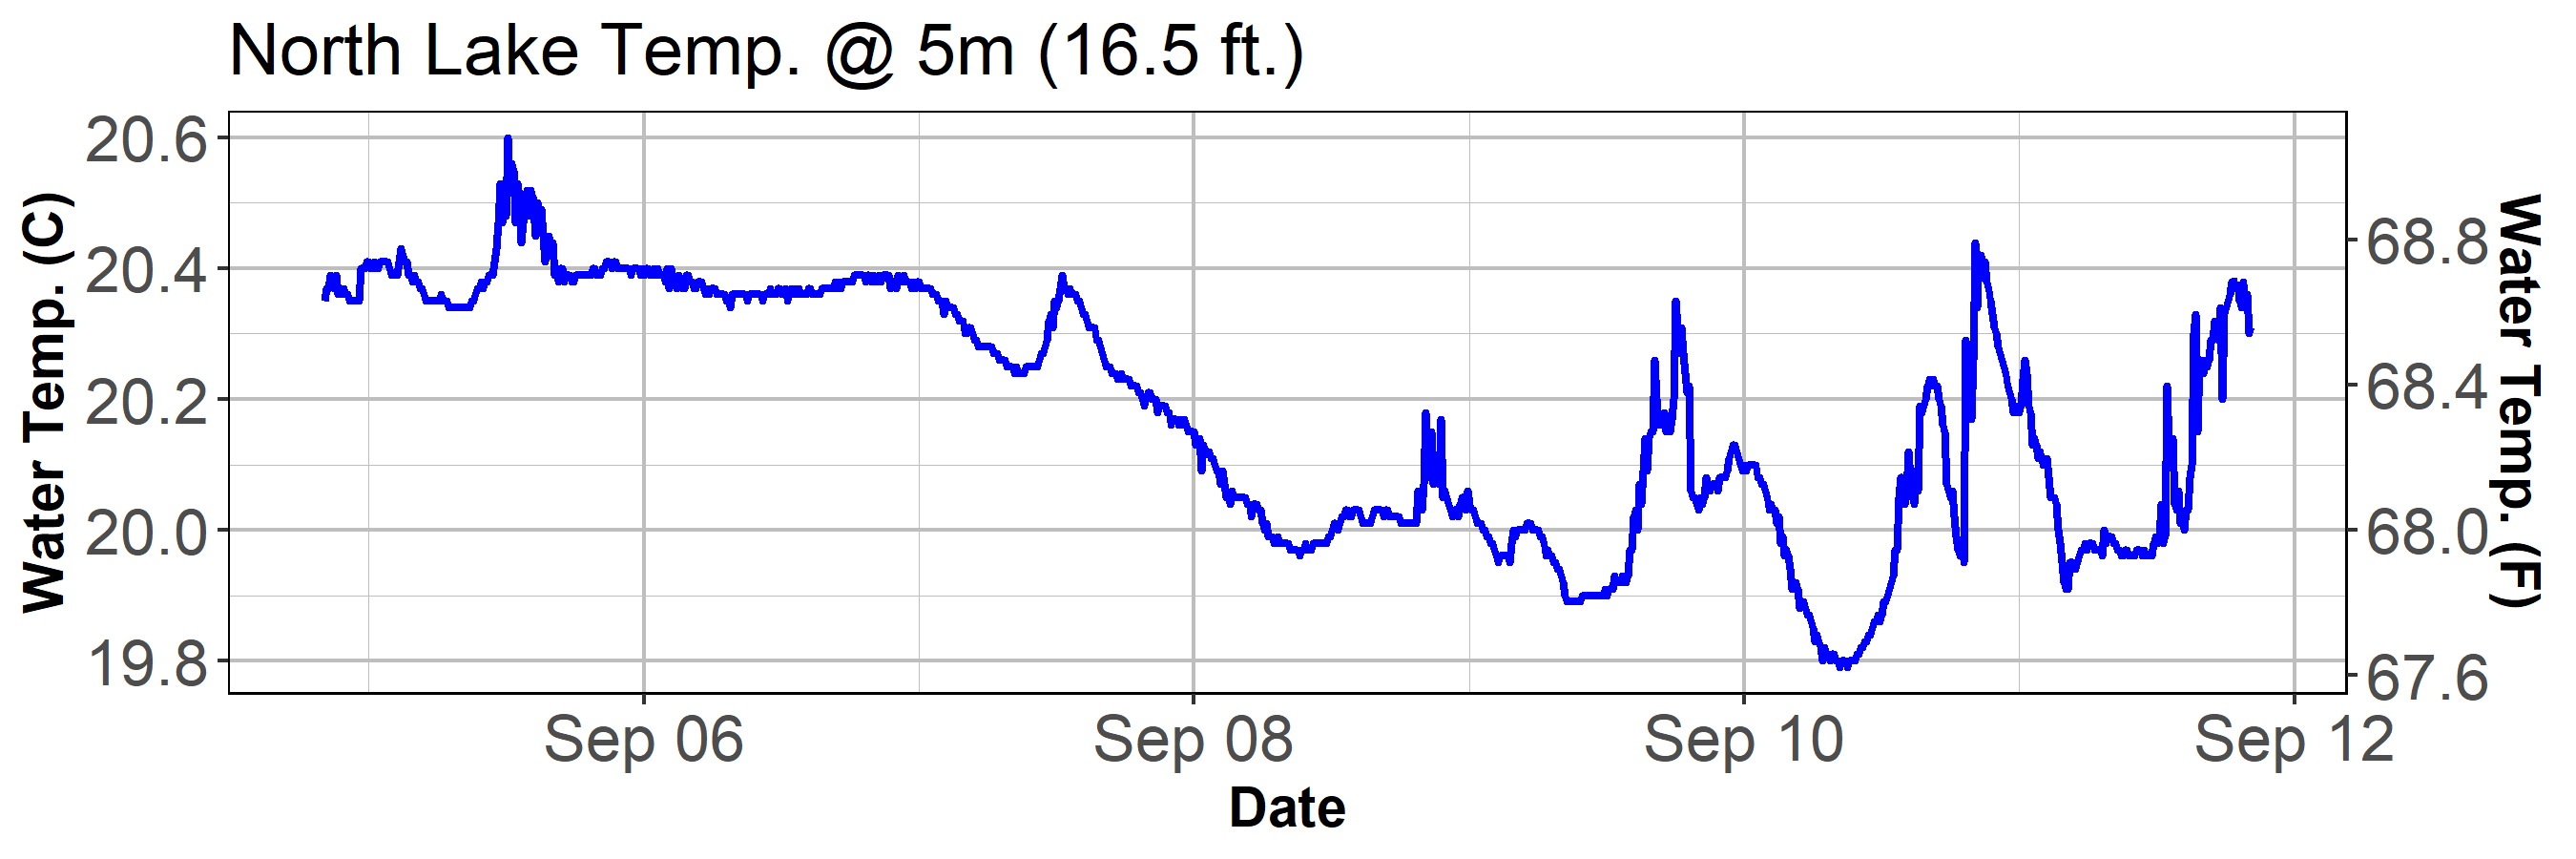 North Lake Temp. @ 5m (16.5 ft.)
Water Temp. (C)
20.6
20.4
20.2
20.0
19.8
68.8
68.4
68.0
67.6
Water Temp. (F)
Sep 06
Sep 08
Sep 10
Sep 12
Date